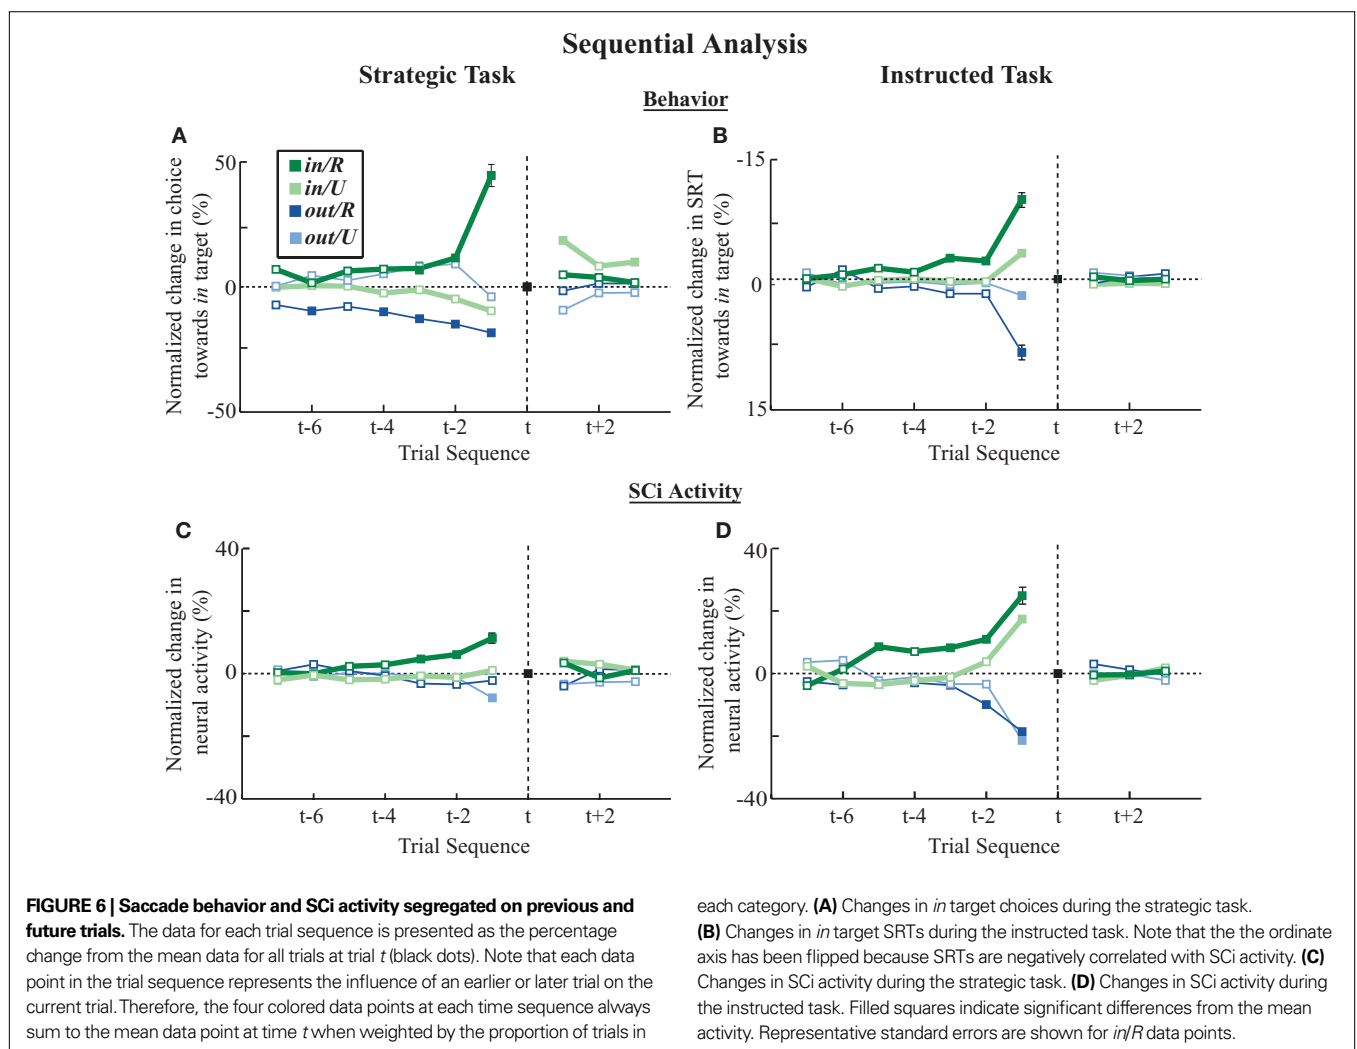 Sequential Analysis
Strategic Task
Instructed Task
Behavior
A
Normalized change in choice
towards in target (%)
50
0
-50
in/R
in/U
out/R
out/U
t-6
t-4
t-2
t
t+2
Trial Sequence
B
Normalized change in SRT
towards in target (%)
-15
0
15
t-6
t-4
t-2
t
t+2
Trial Sequence
SCi Activity
C
Normalized change in
neural activity (%)
40
0
-40
t-6
t-4
t-2
t
t+2
Trial Sequence
D
Normalized change in
neural activity (%)
40
0
-40
t-6
t-4
t-2
t
t+2
Trial Sequence
FIGURE 6 | Saccade behavior and SCi activity segregated on previous and
future trials. The data for each trial sequence is presented as the percentage
change from the mean data for all trials at trial t (black dots). Note that each data
point in the trial sequence represents the influence of an earlier or later trial on the
current trial. Therefore, the four colored data points at each time sequence always
sum to the mean data point at time t when weighted by the proportion of trials in
each category. (A) Changes in in target choices during the strategic task.
(B) Changes in in target SRTs during the instructed task. Note that the the ordinate
axis has been flipped because SRTs are negatively correlated with SCi activity. (C)
Changes in SCi activity during the strategic task. (D) Changes in SCi activity during
the instructed task. Filled squares indicate significant differences from the mean
activity. Representative standard errors are shown for in/R data points.